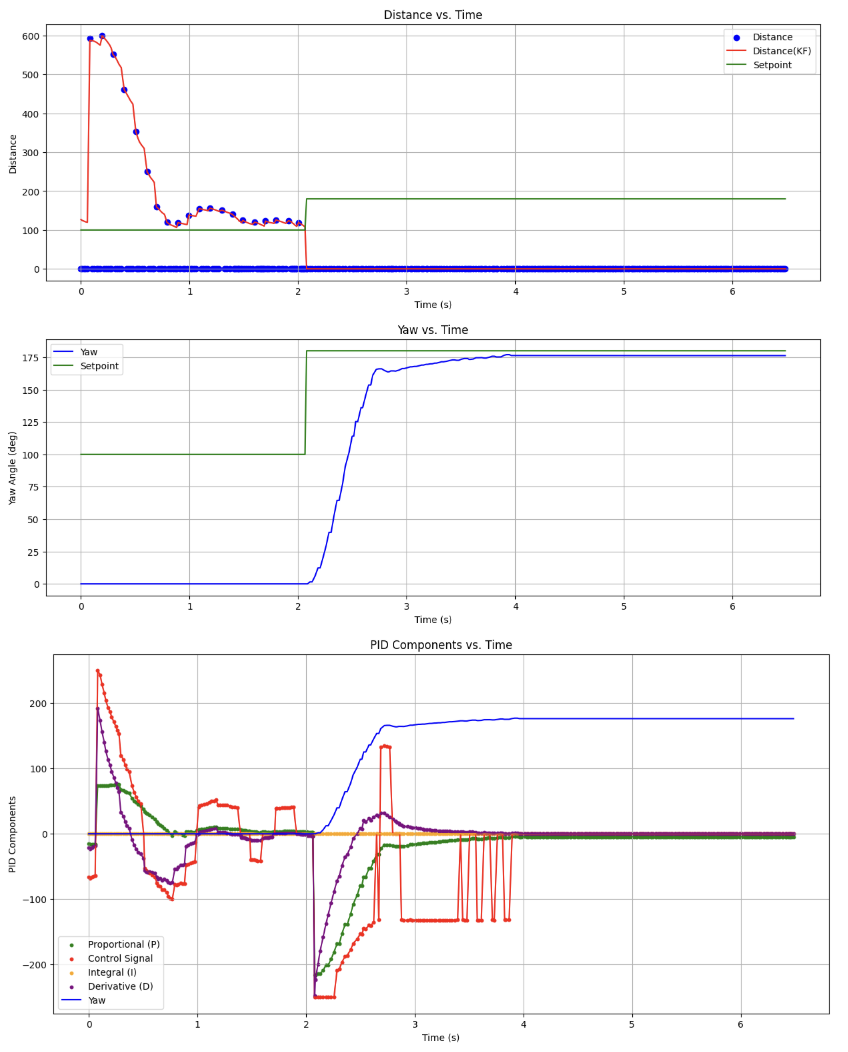 Distance vs. Time
600
500
400
300
200
100
0
Distance
Distance
Distance(KF)
Setpoint
0 1 2 3 4 5 6
Time (s)
Yaw vs. Time
175
150
125
100
75
50
25
0
Yaw Angle (deg)
Yaw
Setpoint
0 1 2 3 4 5 6
Time (s)
PID Components vs. Time
200
100
0
−100
−200
PID Components
Proportional (P)
Control Signal
Integral (I)
Derivative (D)
Yaw
0 1 2 3 4 5 6
Time (s)